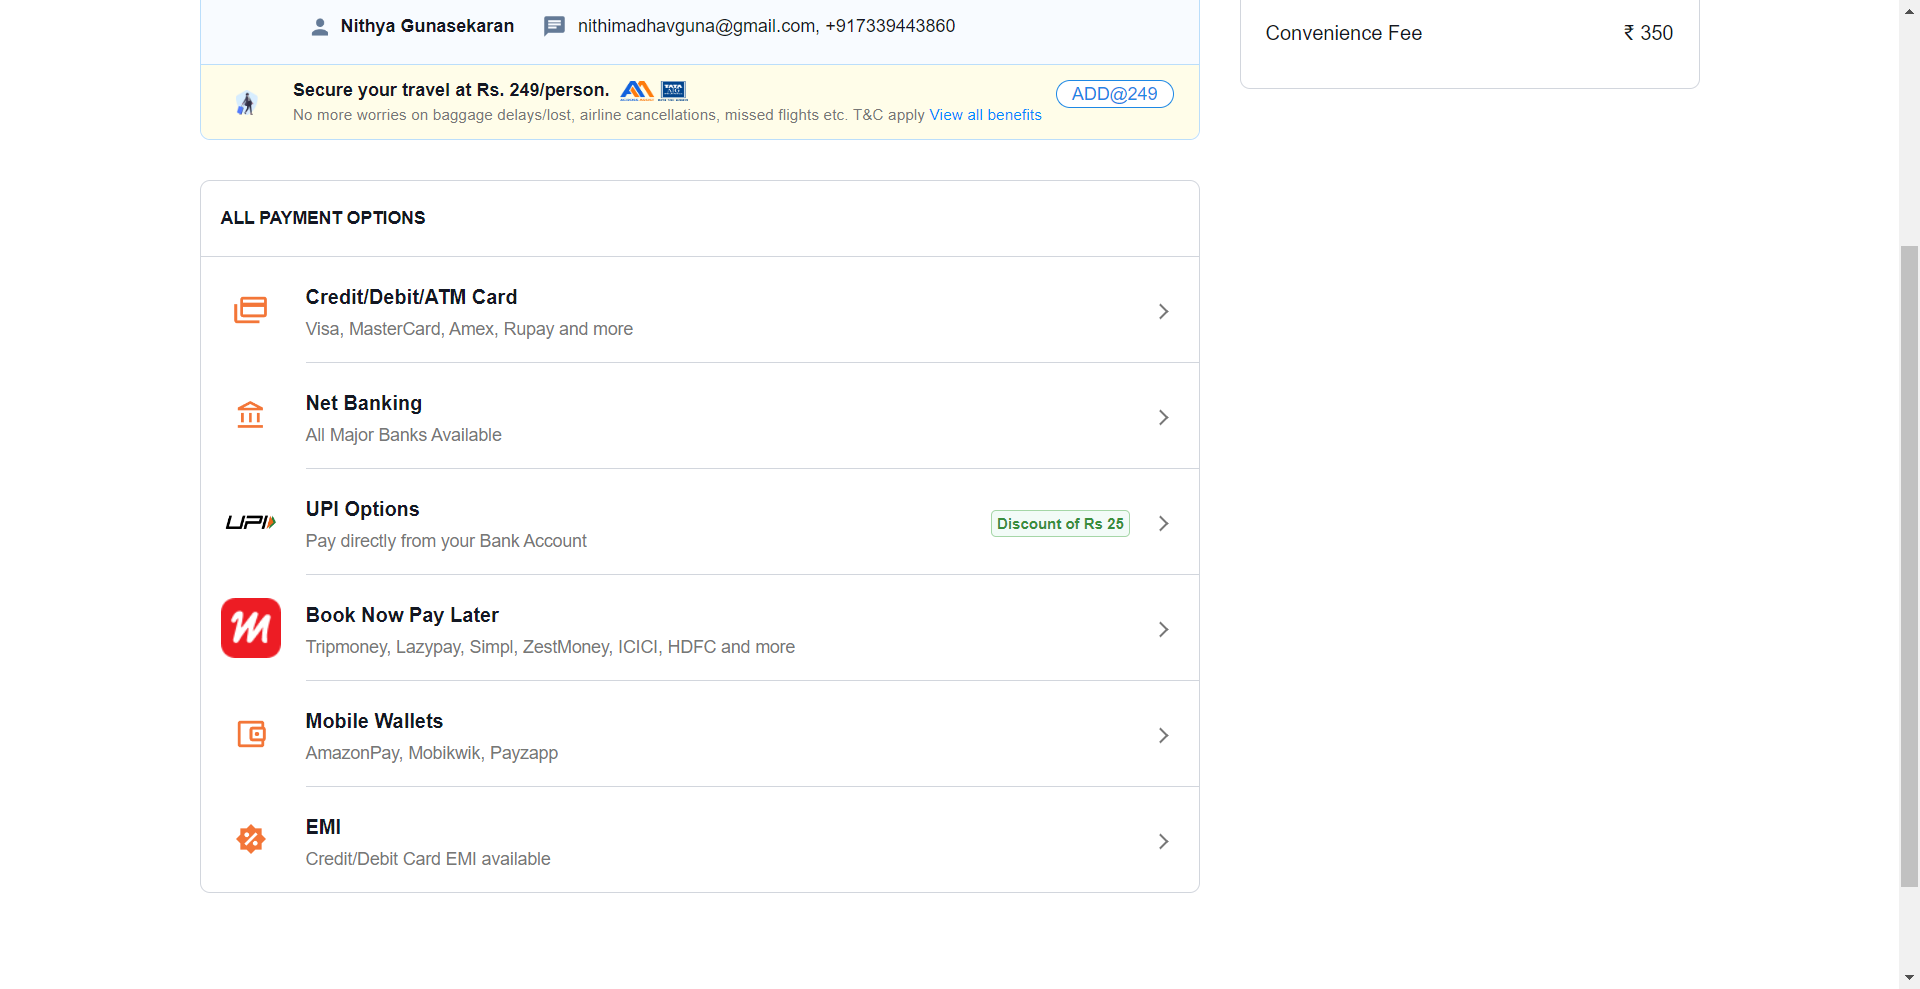 Nithya Gunasekaran nithimadhavguna@gmail.com, +917339443860
Convenience Fee ₹ 350
Secure your travel at Rs. 249/person.
ADD@249
No more worries on baggage delays/lost, airline cancellations, missed flights etc. T&C apply View all benefits
ALL PAYMENT OPTIONS
Credit/Debit/ATM Card
Visa, MasterCard, Amex, Rupay and more
Net Banking
All Major Banks Available
UPI
UPI Options
Pay directly from your Bank Account
Discount of Rs 25
m
Book Now Pay Later
Tripmoney, Lazypay, Simpl, ZestMoney, ICICI, HDFC and more
Mobile Wallets
AmazonPay, Mobikwik, Payzapp
EMI
Credit/Debit Card EMI available